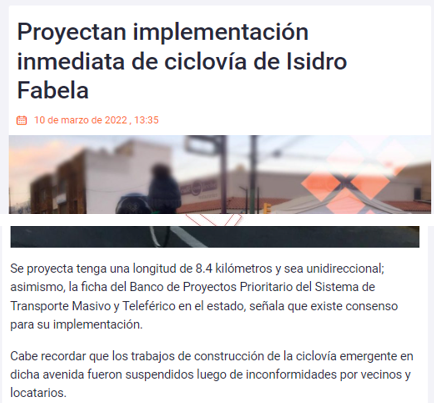 Proyectan implementación
inmediata de ciclovía de Isidro
Fabela
10 de marzo de 2022 , 13:35
Se proyecta tenga una longitud de 8.4 kilómetros y sea unidireccional;
asimismo, la ficha del Banco de Proyectos Prioritario del Sistema de
Transporte Masivo y Teleférico en el estado, señala que existe consenso
para su implementación.
Cabe recordar que los trabajos de construcción de la ciclovía emergente en
dicha avenida fueron suspendidos luego de inconformidades por vecinos y
locatarios.